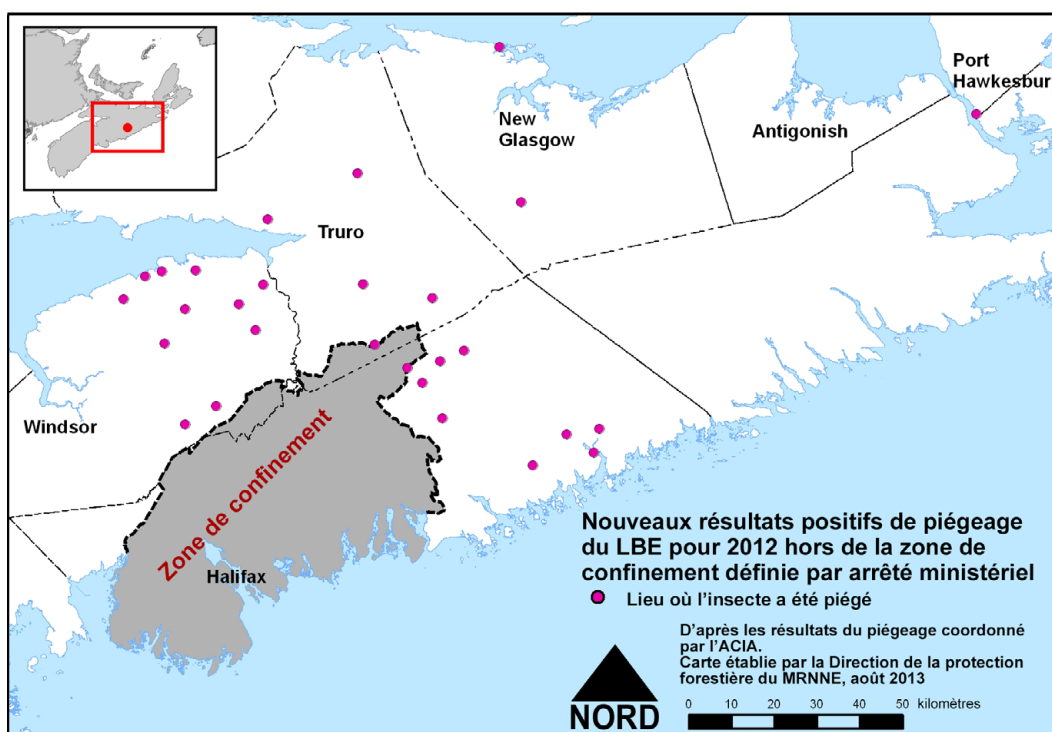 Port
Hawkesbur
New
Glasgow
Antigonish
Truro
Windsor
Zone de confinement
Halifax
Nouveaux résultats positifs de piégeage
du LBE pour 2012 hors de la zone de
confinement définie par arrêté ministériel
Lieu où l'insecte a été piégé
D'après les résultats du piégeage coordonné
par l'ACIA.
Carte établie par la Direction de la protection
forestière du MRNNE, août 2013
NORD
0 10 20 30 40 50 kilomètres